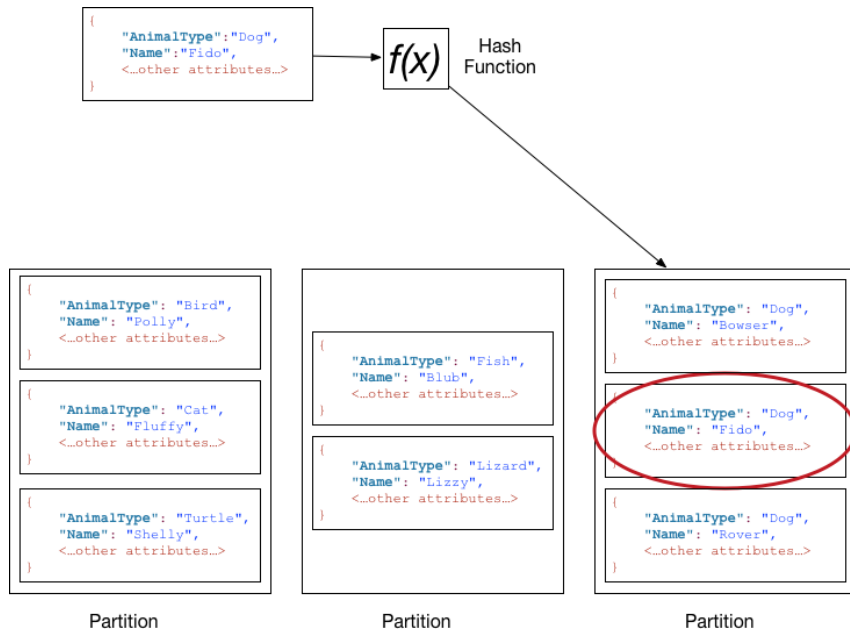 {
"AnimalType":"Dog",
"Name":"Fido",
<…other attributes…>
}
f(x)
Hash
Function
{
"AnimalType": "Bird",
"Name": "Polly",
<…other attributes…>
}
{
"AnimalType": "Cat",
"Name": "Fluffy",
<…other attributes…>
}
{
"AnimalType": "Turtle",
"Name": "Shelly",
<…other attributes…>
}
Partition
{
"AnimalType": "Fish",
"Name": "Blub",
<…other attributes…>
}
{
"AnimalType": "Lizard",
"Name": "Lizzy",
<…other attributes…>
}
Partition
{
"AnimalType": "Dog",
"Name": "Bowser",
<…other attributes…>
}
{
"AnimalType": "Dog",
"Name": "Fido",
<…other attributes…>
}
{
"AnimalType": "Dog",
"Name": "Rover",
<…other attributes…>
}
Partition